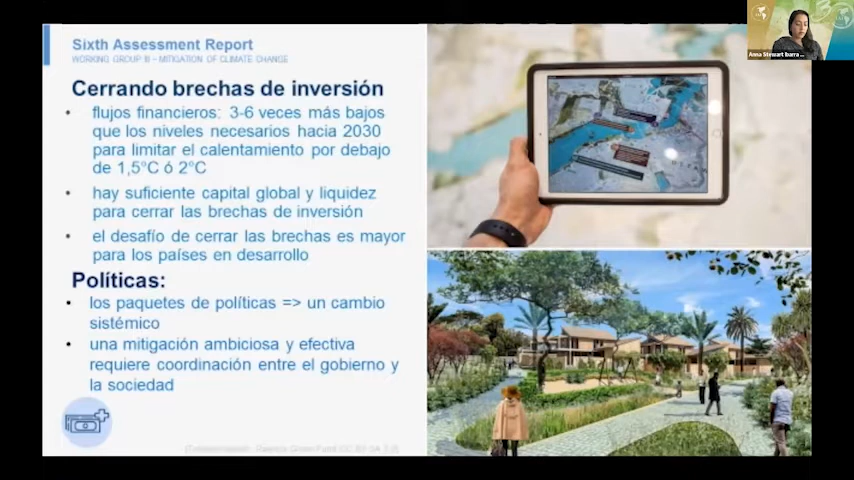 Sixth Assessment Report
WORKING GROUP III – MITIGATION OF CLIMATE CHANGE
Cerrando brechas de inversión
• flujos financieros: 3-6 veces más bajos
que los niveles necesarios hacia 2030
para limitar el calentamiento por debajo
de 1,5°C ó 2°C
• hay suficiente capital global y liquidez
para cerrar las brechas de inversión
• el desafío de cerrar las brechas es mayor
para los países en desarrollo
Políticas:
• los paquetes de políticas => un cambio
sistémico
• una mitigación ambiciosa y efectiva
requiere coordinación entre el gobierno y
la sociedad
Anna Stewart Ibarra ...